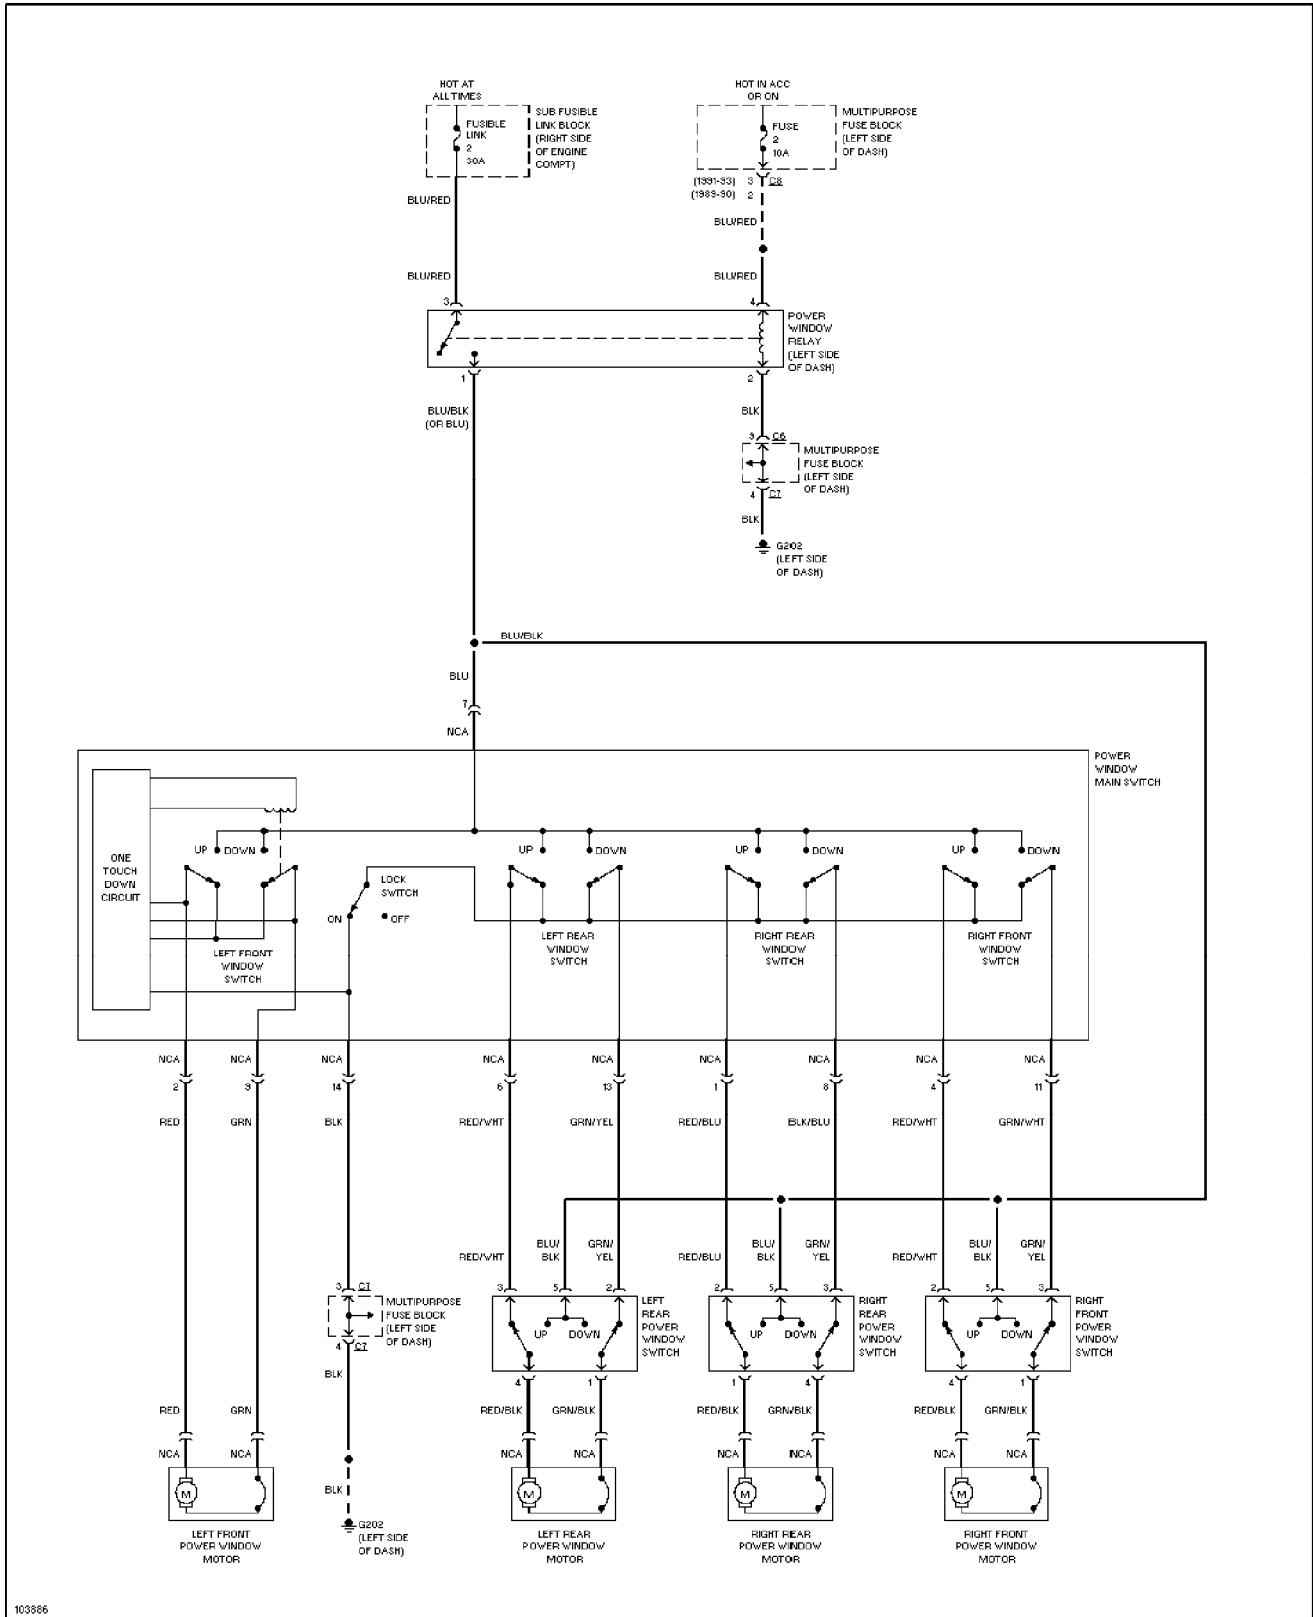 HOT AT
ALL TIMES
FUSIBLE
LINK
2
30A
SUB FUSIBLE
LINK BLOCK
(RIGHT SIDE
OF ENGINE
COMPT)
HOT IN ACC
OR ON
FUSE
2
10A
MULTIPURPOSE
FUSE BLOCK
(LEFT SIDE
OF DASH)
(1991-93) 3 C8
(1989-90) 2
BLU/RED
BLU/RED
BLU/RED
BLU/RED
3
4
POWER
WINDOW
RELAY
(LEFT SIDE
OF DASH)
1
2
BLU/BLK
(OR BLU)
BLK
9 C6
MULTIPURPOSE
FUSE BLOCK
(LEFT SIDE
OF DASH)
4 C7
BLK
G202
(LEFT SIDE
OF DASH)
BLU/BLK
BLU
7
NCA
POWER
WINDOW
MAIN SWITCH
ONE
TOUCH
DOWN
CIRCUIT
UP DOWN
LEFT FRONT
WINDOW
SWITCH
LOCK
SWITCH
ON OFF
UP DOWN
LEFT REAR
WINDOW
SWITCH
UP DOWN
RIGHT REAR
WINDOW
SWITCH
UP DOWN
RIGHT FRONT
WINDOW
SWITCH
NCA NCA NCA NCA NCA NCA NCA NCA NCA
2 9 14 6 13 1 8 4 11
RED GRN BLK RED/WHT GRN/YEL RED/BLU BLK/BLU RED/WHT GRN/WHT
RED/WHT BLU/BLK GRN/YEL RED/BLU BLU/BLK GRN/YEL RED/WHT BLU/BLK GRN/YEL
3 C7
MULTIPURPOSE
FUSE BLOCK
(LEFT SIDE
OF DASH)
4 C7
BLK
3 5 2
UP DOWN
LEFT
REAR
POWER
WINDOW
SWITCH
4 1
2 5 3
UP DOWN
RIGHT
REAR
POWER
WINDOW
SWITCH
1 4
2 5 3
UP DOWN
RIGHT
FRONT
POWER
WINDOW
SWITCH
4 1
RED GRN RED/BLK GRN/BLK RED/BLK GRN/BLK RED/BLK GRN/BLK
NCA NCA NCA NCA NCA NCA NCA NCA
M M M M
BLK
G202
(LEFT SIDE
OF DASH)
LEFT FRONT
POWER WINDOW
MOTOR
LEFT REAR
POWER WINDOW
MOTOR
RIGHT REAR
POWER WINDOW
MOTOR
RIGHT FRONT
POWER WINDOW
MOTOR
103886